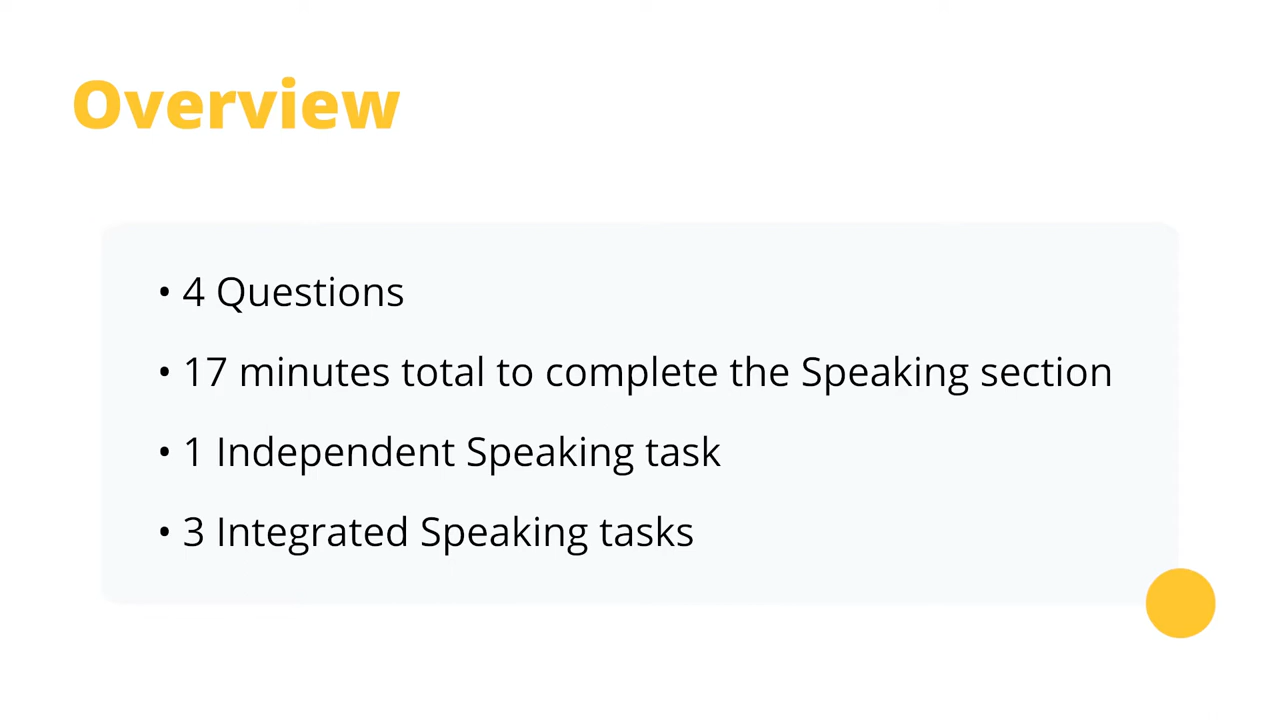 Overview
• 4 Questions
• 17 minutes total to complete the Speaking section
• 1 Independent Speaking task
• 3 Integrated Speaking tasks